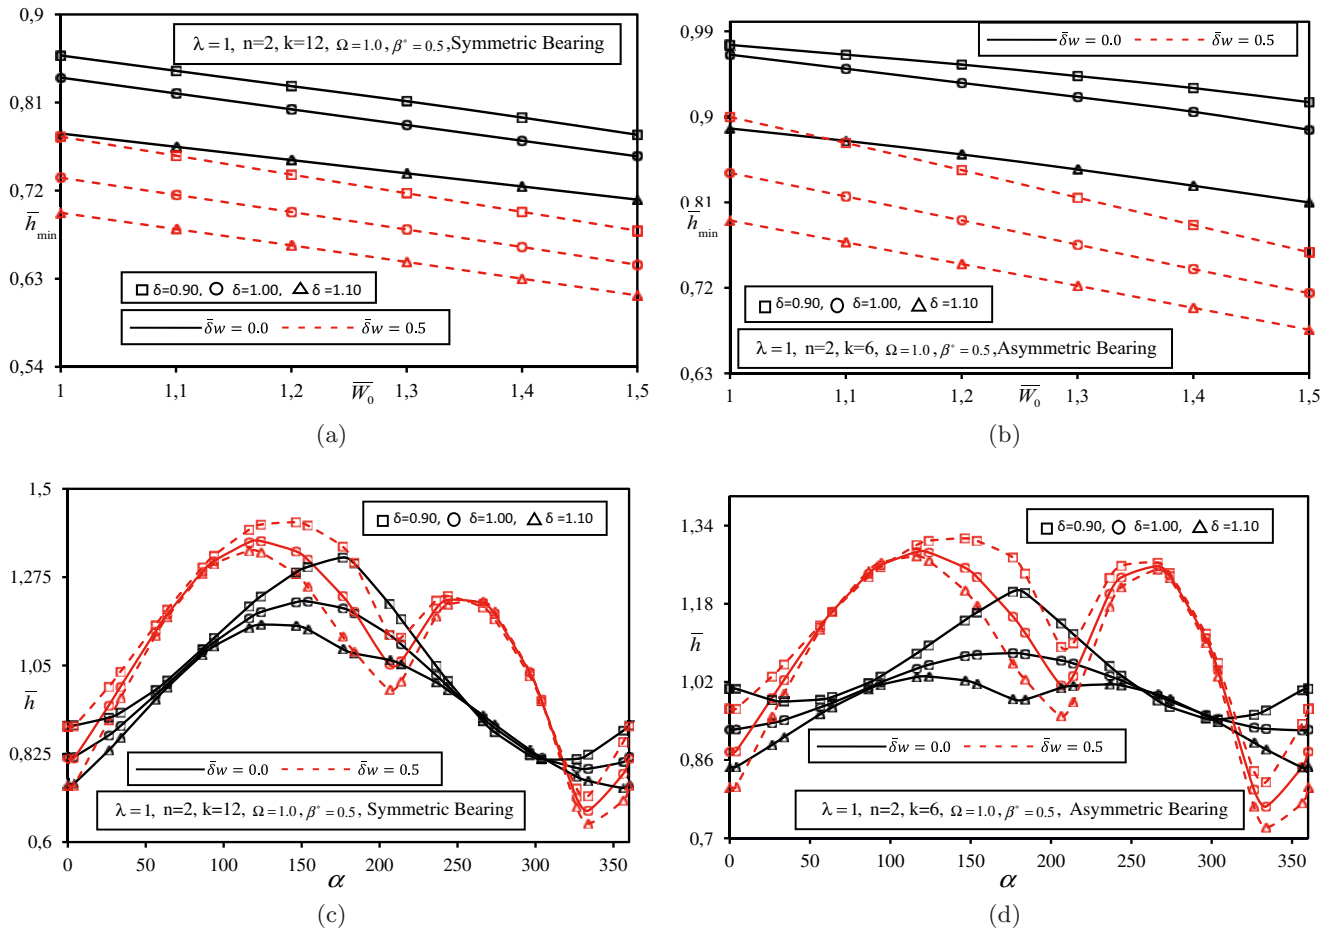 0,9
λ = 1, n=2, k=12, Ω = 1.0 , β* = 0.5 ,Symmetric Bearing
0,81
0,72
h̅min
0,63
δ=0.90, δ=1.00, δ =1.10
δ̅w = 0.0 δ̅w = 0.5
0,54
1 1,1 1,2 W̅0 1,3 1,4 1,5
(a)
0,99
δ̅w = 0.0 δ̅w = 0.5
0,9
0,81
h̅min
0,72
δ=0.90, δ=1.00, δ =1.10
λ = 1, n=2, k=6, Ω = 1.0 , β* = 0.5 ,Asymmetric Bearing
0,63
1 1,1 1,2 W̅0 1,3 1,4 1,5
(b)
1,5
δ=0.90, δ=1.00, δ =1.10
1,275
1,05
h̅
0,825
δ̅w = 0.0 δ̅w = 0.5
λ = 1, n=2, k=12, Ω = 1.0 , β* = 0.5 , Symmetric Bearing
0,6
0 50 100 150 200 250 300 350
α
(c)
1,34
δ=0.90, δ=1.00, δ =1.10
1,18
h̅
1,02
0,86
δ̅w = 0.0 δ̅w = 0.5
λ = 1, n=2, k=6, Ω = 1.0 , β* = 0.5 , Asymmetric Bearing
0,7
0 50 100 150 200 250 300 350
α
(d)